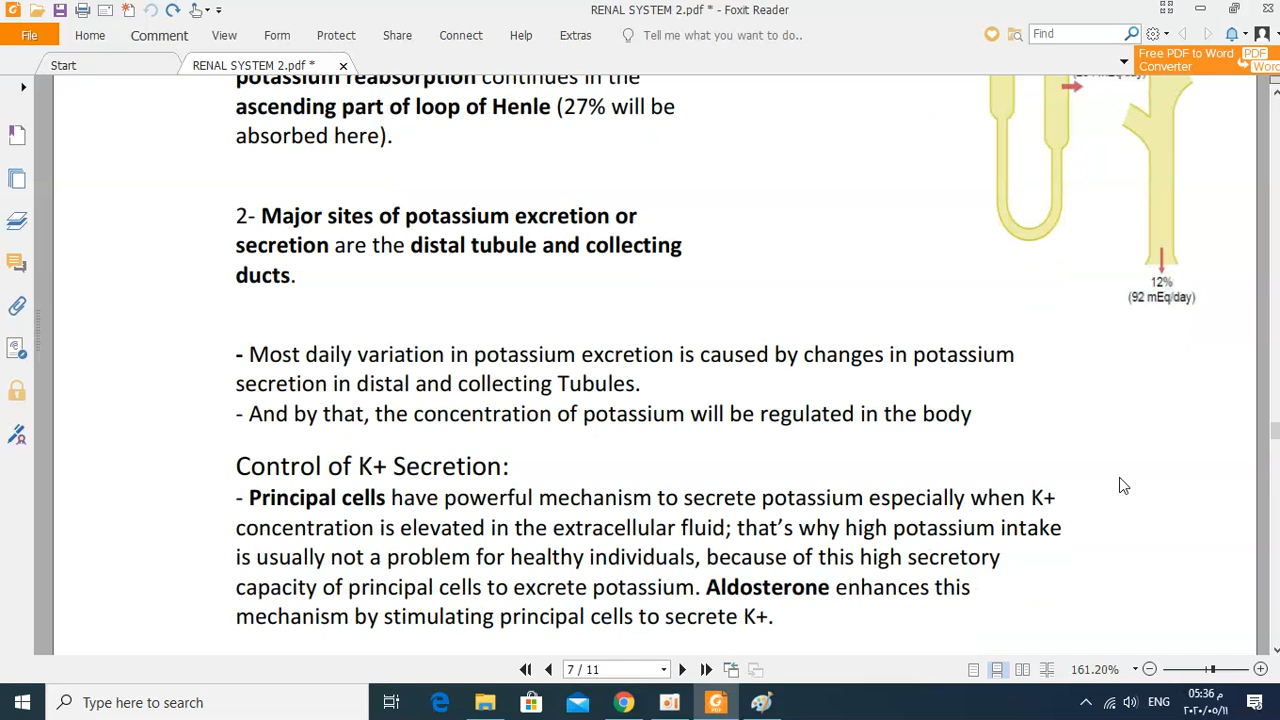 RENAL SYSTEM 2.pdf * - Foxit Reader
File Home Comment View Form Protect Share Connect Help Extras Tell me what you want to do.. Find
Start RENAL SYSTEM 2.pdf * Free PDF to Word Converter PDF Word
potassium reabsorption continues in the
ascending part of loop of Henle (27% will be
absorbed here).
2- Major sites of potassium excretion or
secretion are the distal tubule and collecting
ducts.
12%
(92 mEq/day)
- Most daily variation in potassium excretion is caused by changes in potassium
secretion in distal and collecting Tubules.
- And by that, the concentration of potassium will be regulated in the body
Control of K+ Secretion:
- Principal cells have powerful mechanism to secrete potassium especially when K+
concentration is elevated in the extracellular fluid; that's why high potassium intake
is usually not a problem for healthy individuals, because of this high secretory
capacity of principal cells to excrete potassium. Aldosterone enhances this
mechanism by stimulating principal cells to secrete K+.
7 / 11 161.20%
Type here to search ENG 05:36 م
٢٠٢٠/٠٥/١١